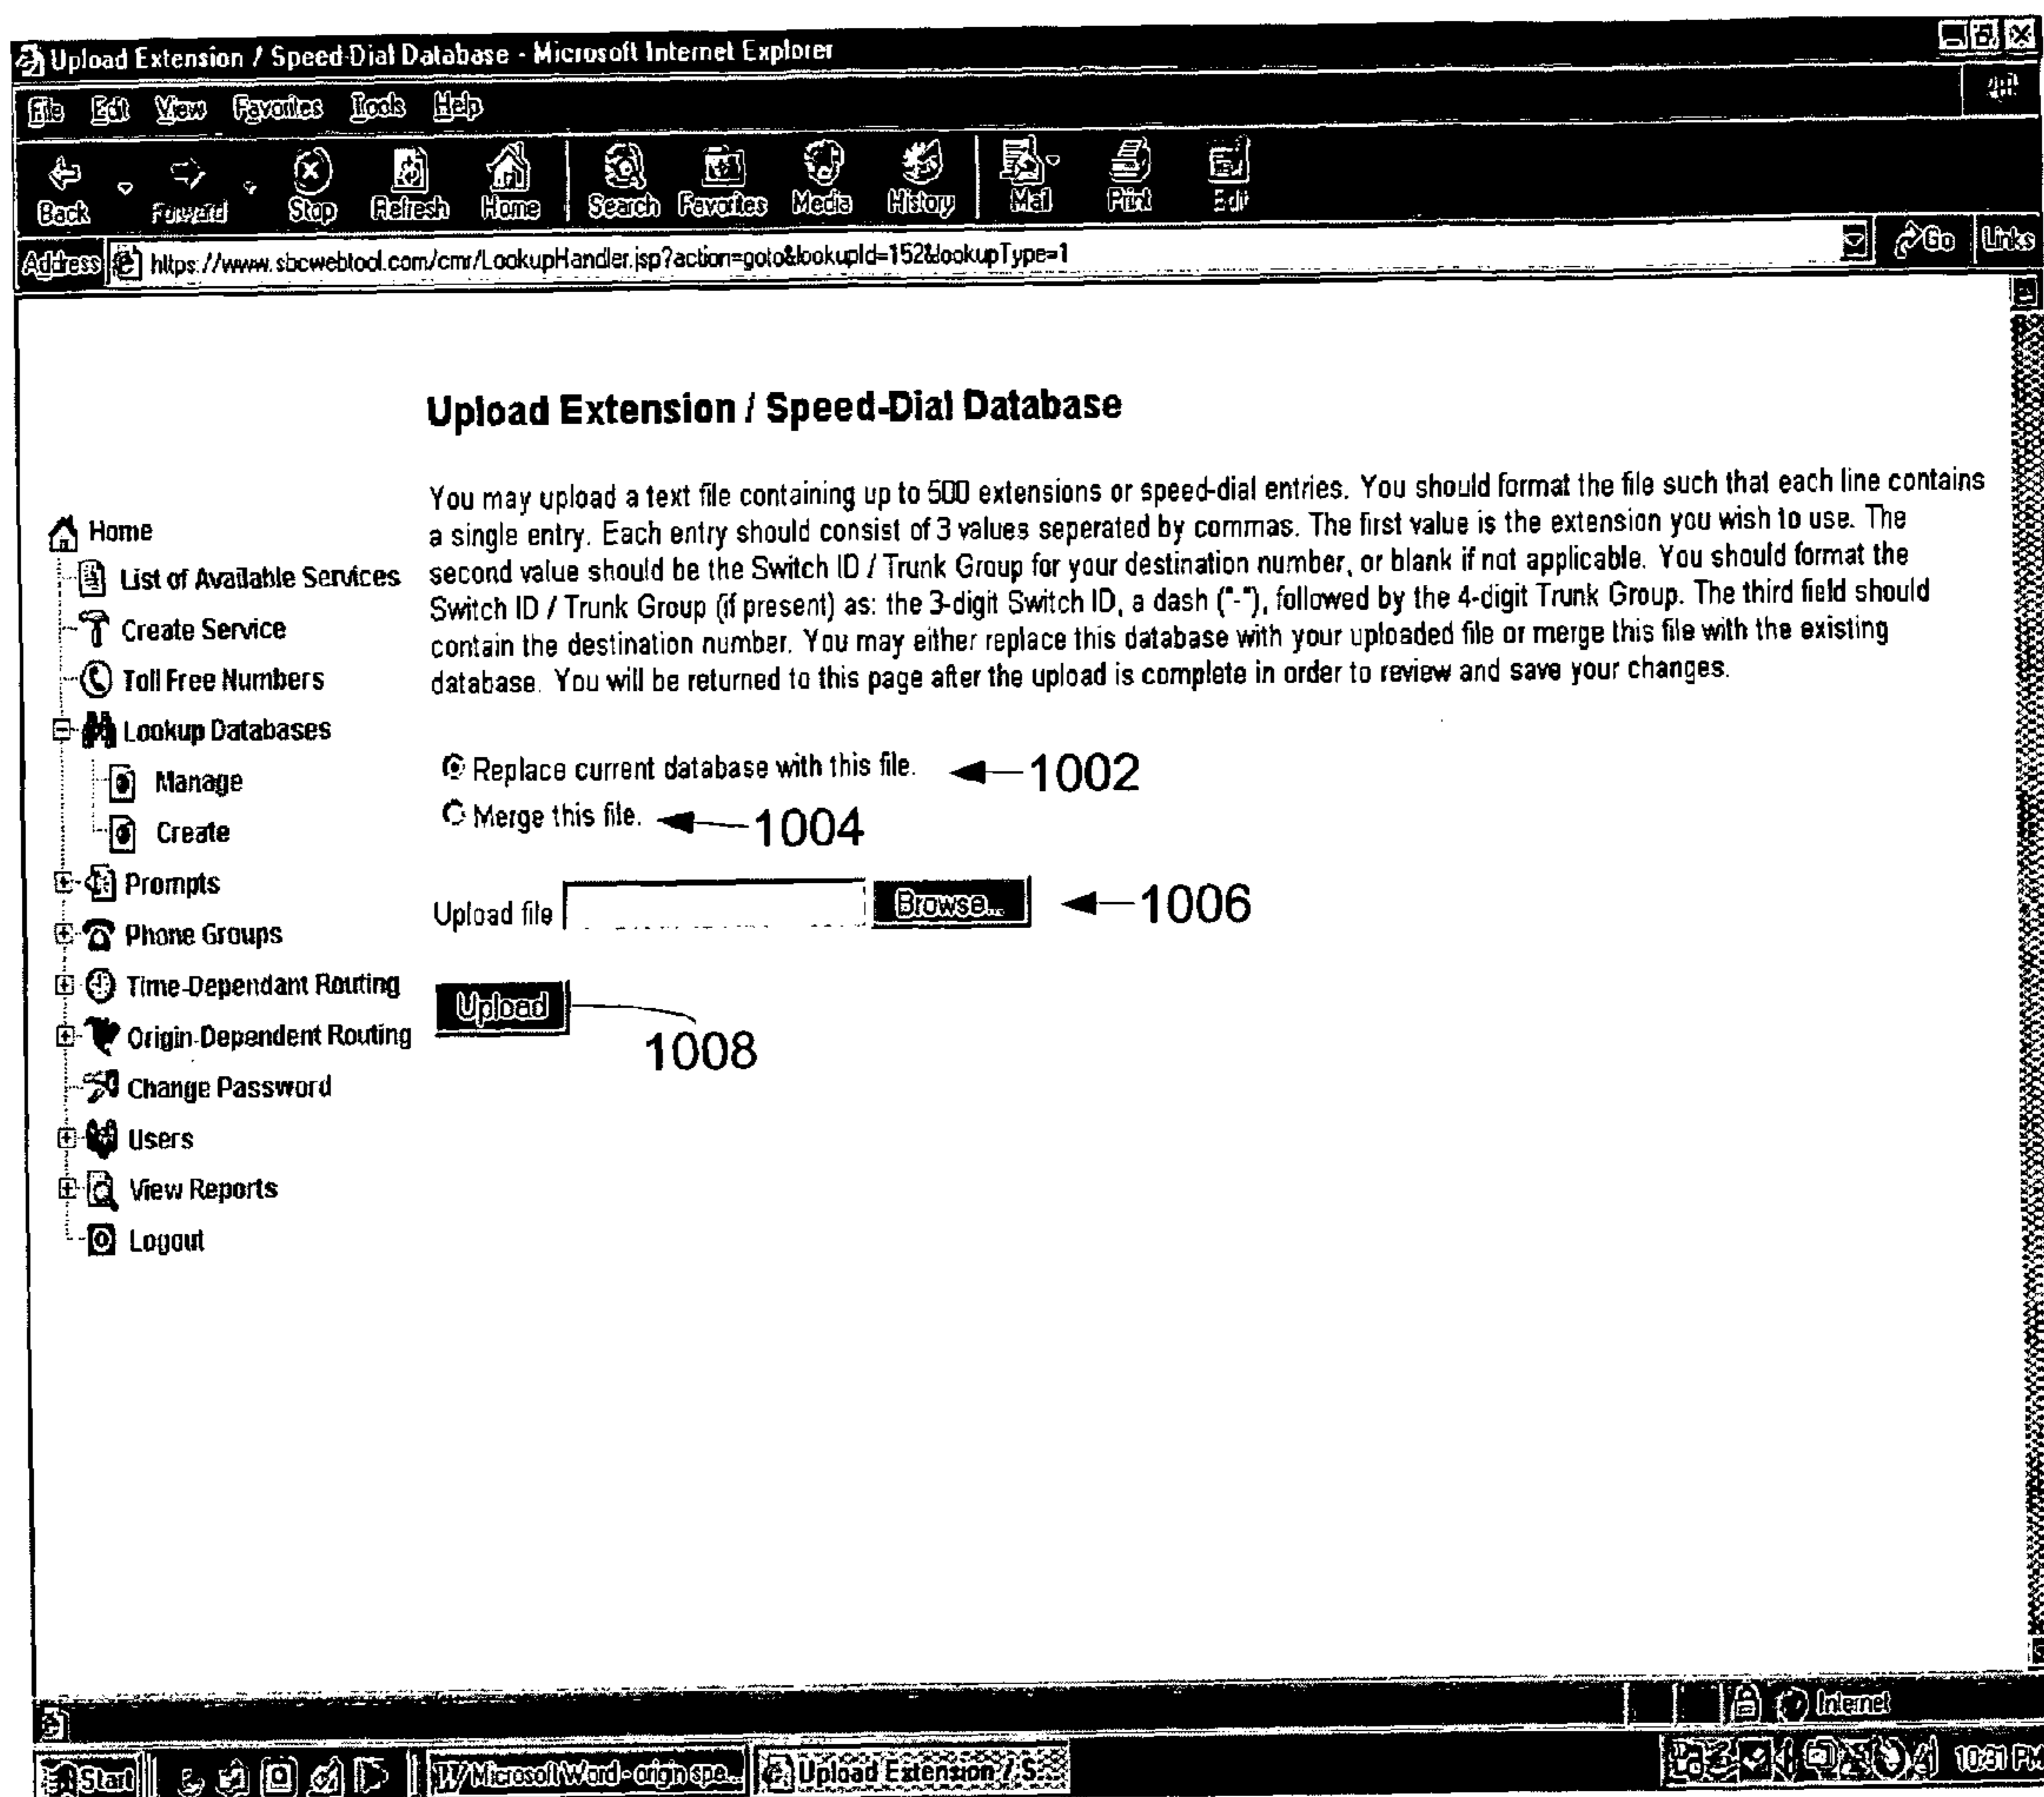 Upload Extension / Speed-Dial Database - Microsoft Internet Explorer
File Edit View Favorites Tools Help
Back Forward Stop Refresh Home Search Favorites Media History Mail Print Edit
Address https://www.sbcwebtool.com/cmr/LookupHandler.jsp?action=goto&lookupId=152&lookupType=1 Go Links
Upload Extension / Speed-Dial Database
You may upload a text file containing up to 500 extensions or speed-dial entries. You should format the file such that each line contains
a single entry. Each entry should consist of 3 values seperated by commas. The first value is the extension you wish to use. The
second value should be the Switch ID / Trunk Group for your destination number, or blank if not applicable. You should format the
Switch ID / Trunk Group (if present) as: the 3-digit Switch ID, a dash ("-"), followed by the 4-digit Trunk Group. The third field should
contain the destination number. You may either replace this database with your uploaded file or merge this file with the existing
database. You will be returned to this page after the upload is complete in order to review and save your changes.
Home
List of Available Services
Create Service
Toll Free Numbers
Lookup Databases
Manage
Create
Prompts
Phone Groups
Time-Dependant Routing
Origin-Dependent Routing
Change Password
Users
View Reports
Logout
Replace current database with this file. 1002
Merge this file. 1004
Upload file Browse... 1006
Upload 1008
Internet
Start Microsoft Word - origin spe... Upload Extension / S... 10:31 PM